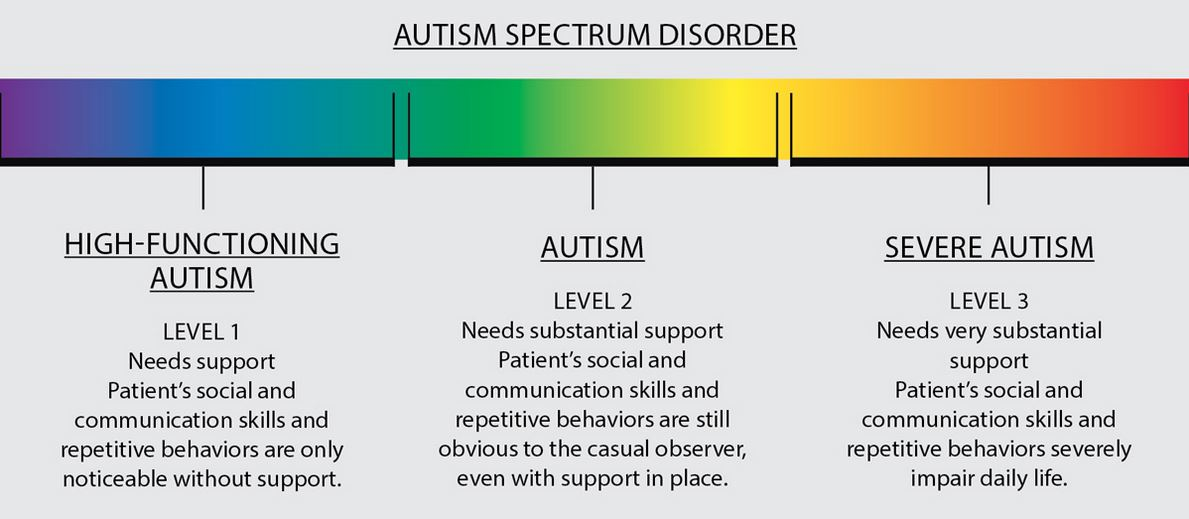 AUTISM SPECTRUM DISORDER
HIGH-FUNCTIONING
AUTISM
LEVEL 1
Needs support
Patient's social and
communication skills and
repetitive behaviors are only
noticeable without support.
AUTISM
LEVEL 2
Needs substantial support
Patient's social and
communication skills and
repetitive behaviors are still
obvious to the casual observer,
even with support in place.
SEVERE AUTISM
LEVEL 3
Needs very substantial
support
Patient's social and
communication skills and
repetitive behaviors severely
impair daily life.